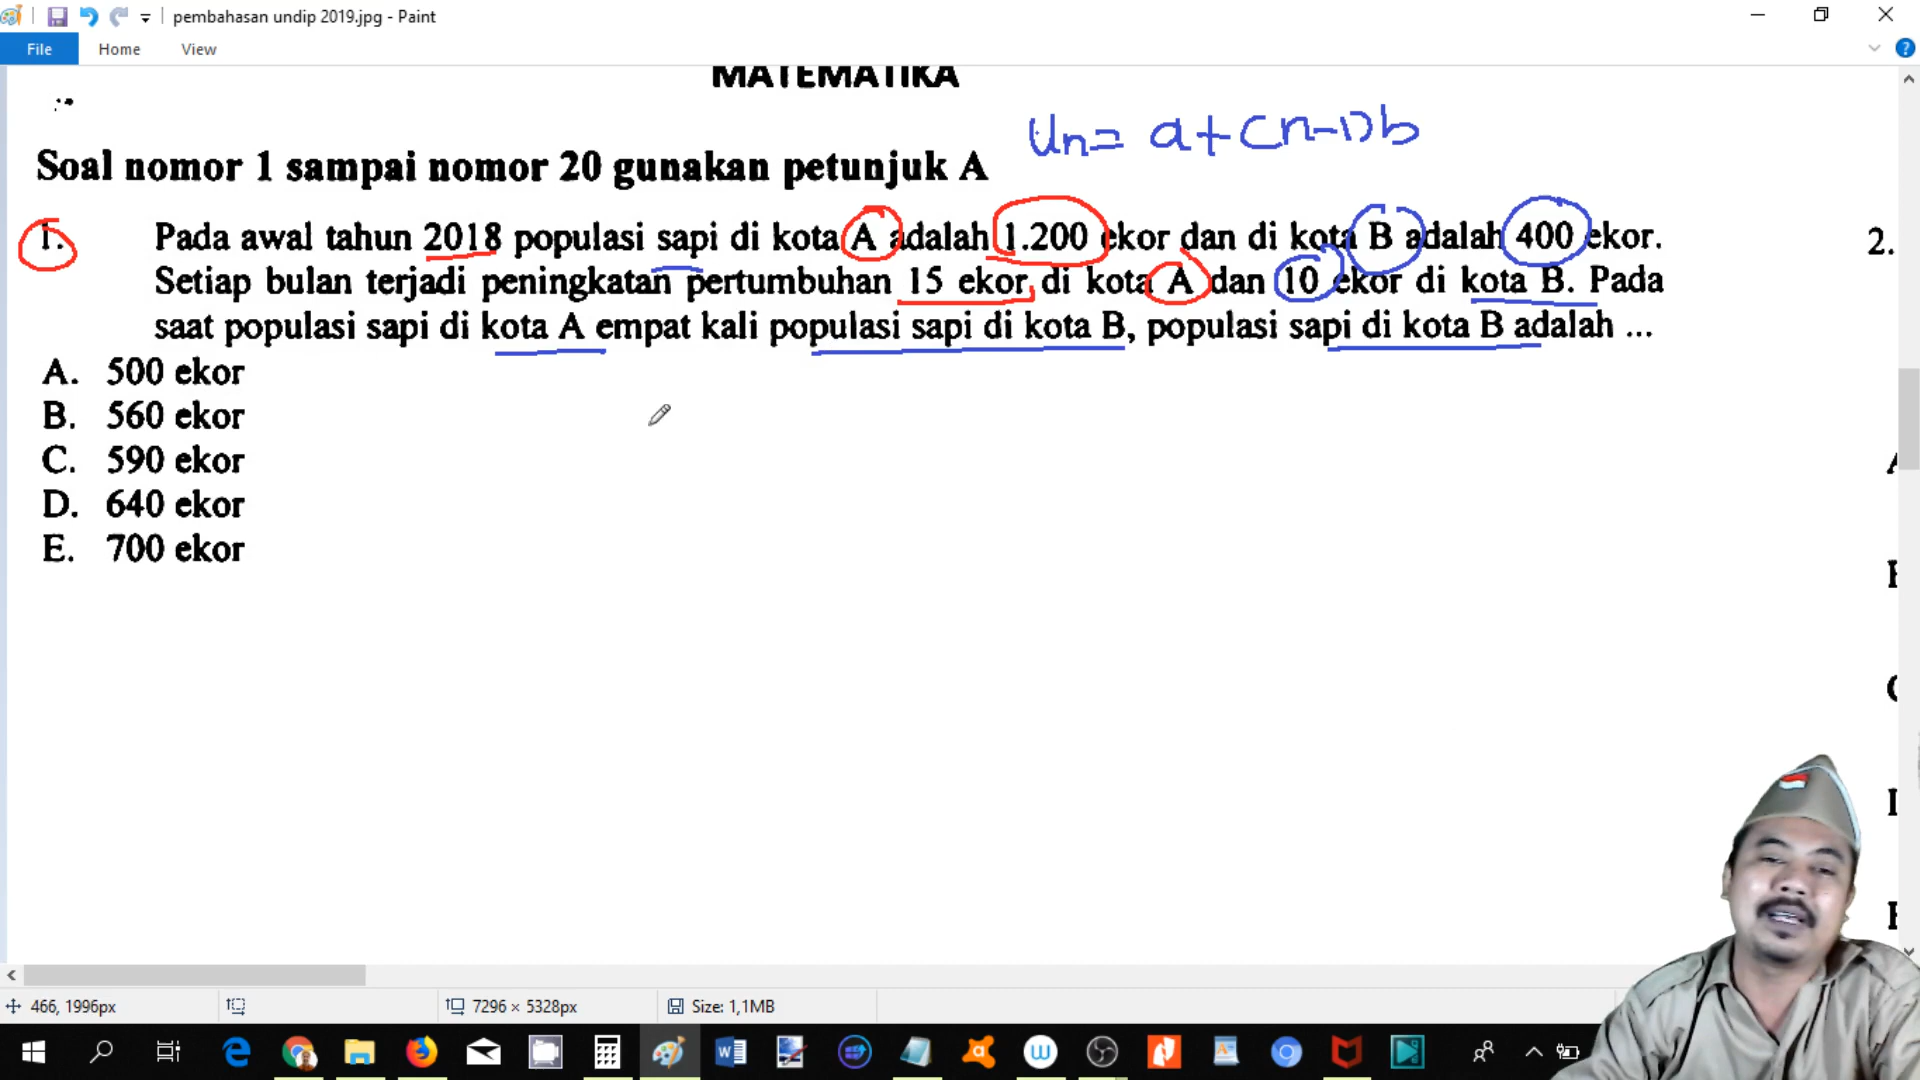 pembahasan undip 2019.jpg - Paint
File Home View
MATEMATIKA
Un = a + (n-1) b
Soal nomor 1 sampai nomor 20 gunakan petunjuk A
1. Pada awal tahun 2018 populasi sapi di kota A adalah 1.200 ekor dan di kota B adalah 400 ekor.
Setiap bulan terjadi peningkatan pertumbuhan 15 ekor di kota A dan 10 ekor di kota B. Pada
saat populasi sapi di kota A empat kali populasi sapi di kota B, populasi sapi di kota B adalah ...
A. 500 ekor
B. 560 ekor
C. 590 ekor
D. 640 ekor
E. 700 ekor
2.
466, 1996px 7296 × 5328px Size: 1,1MB